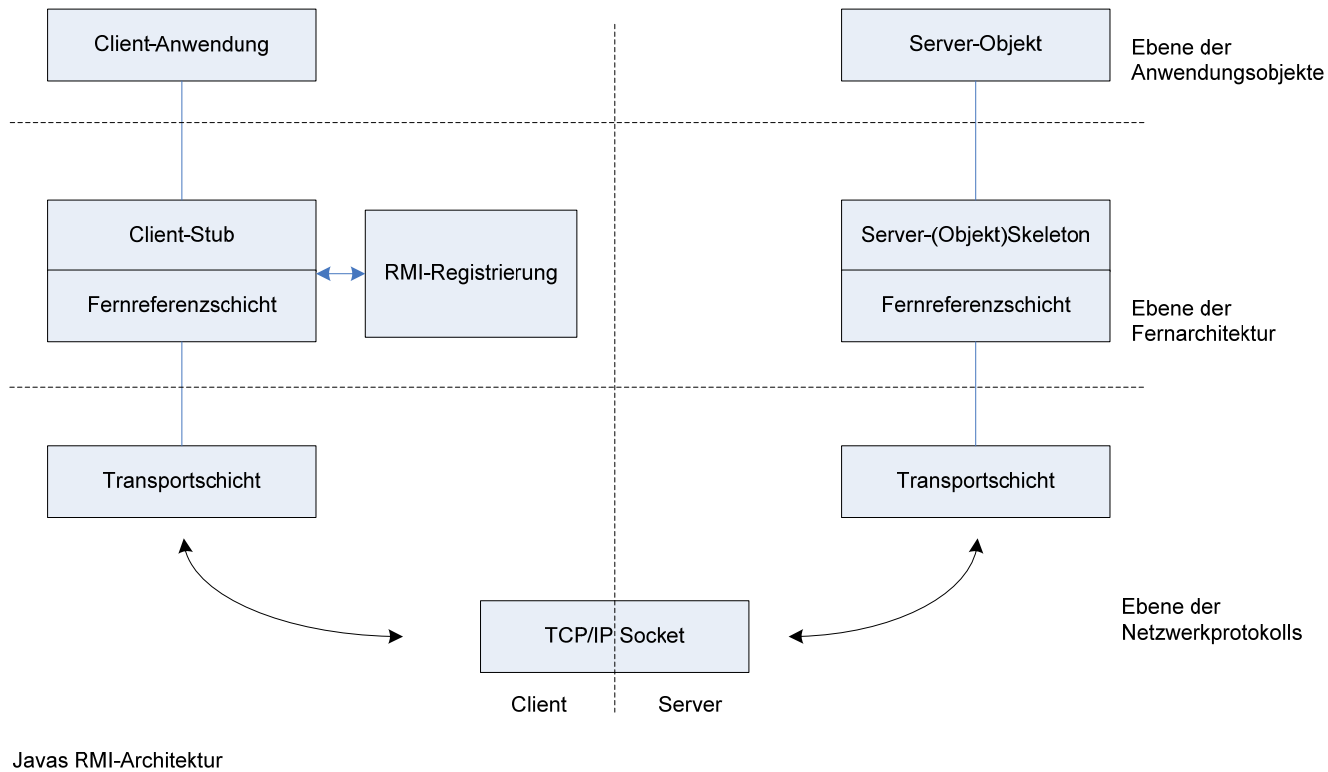 Client-Anwendung
Server-Objekt
Ebene der
Anwendungsobjekte
Client-Stub
Fernreferenzschicht
RMI-Registrierung
Server-(Objekt)Skeleton
Fernreferenzschicht
Ebene der
Fernarchitektur
Transportschicht
Transportschicht
TCP/IP Socket
Ebene der
Netzwerkprotokolls
Client
Server
Javas RMI-Architektur